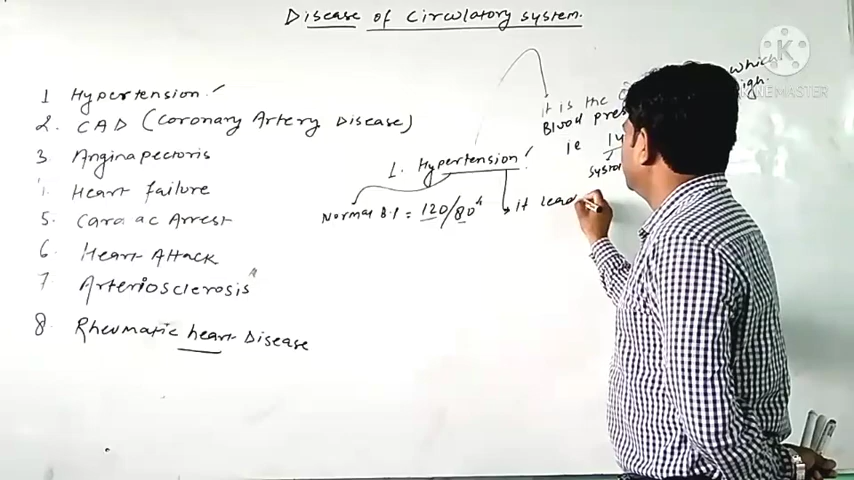 Disease of circulatory system.
1 Hypertension.
2. CAD (Coronary Artery Disease)
3. Angina pectoris
4. Heart failure
5. Cardiac Arrest
6. Heart Attack
7 Arteriosclerosis
8. Rheumatic heart Disease
it is the which
Blood pres
ie 14
systo
1. Hypertension
Normal B.P = 120/80
it lead
K
NEMASTER